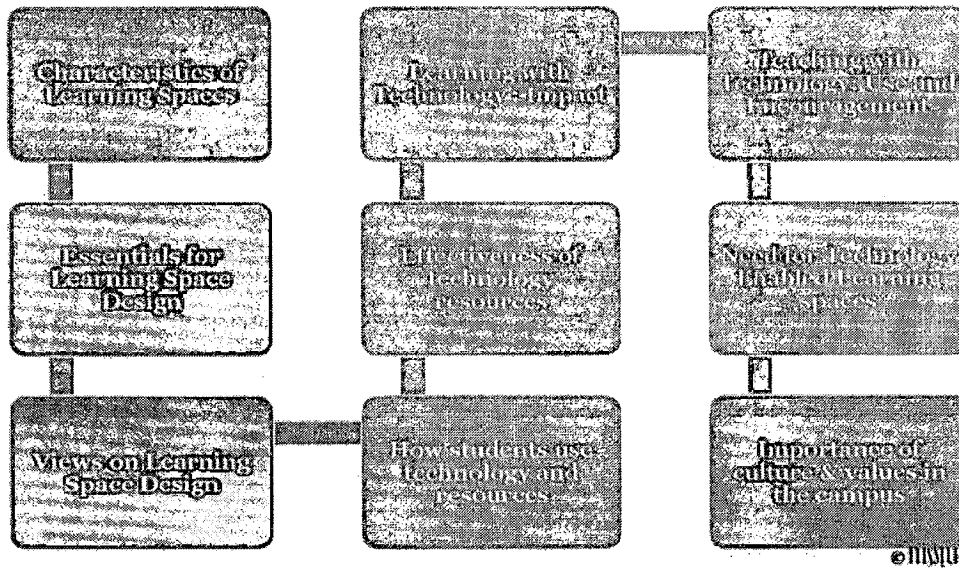 Characteristics of
Learning Spaces
Essentials for
Learning Space
Design
Views on Learning
Space Design
How students use
technology and
resources
Effectiveness of
technology
resources
Learning with
Technology - Impact
Teaching with
technology: Use and
Encouragement
Need for Technology
Enabled Learning
spaces
Importance of
culture & values in
the campus
©